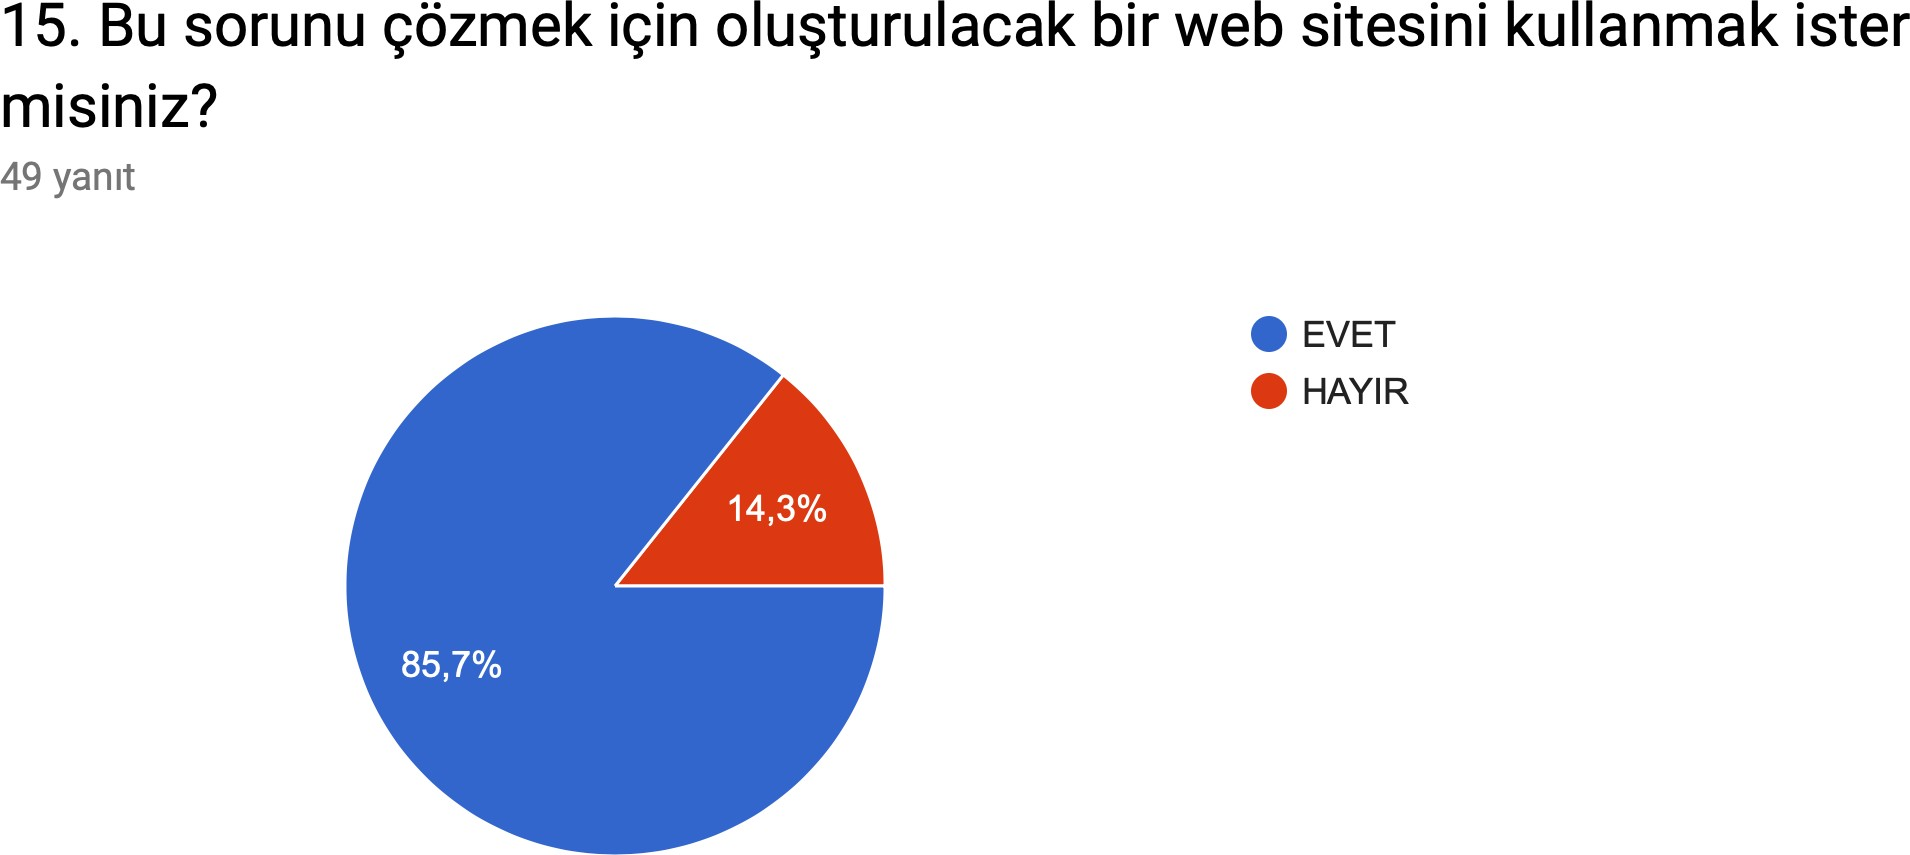 15. Bu sorunu çözmek için oluşturulacak bir web sitesini kullanmak ister
misiniz?
49 yanıt
EVET
HAYIR
14,3%
85,7%